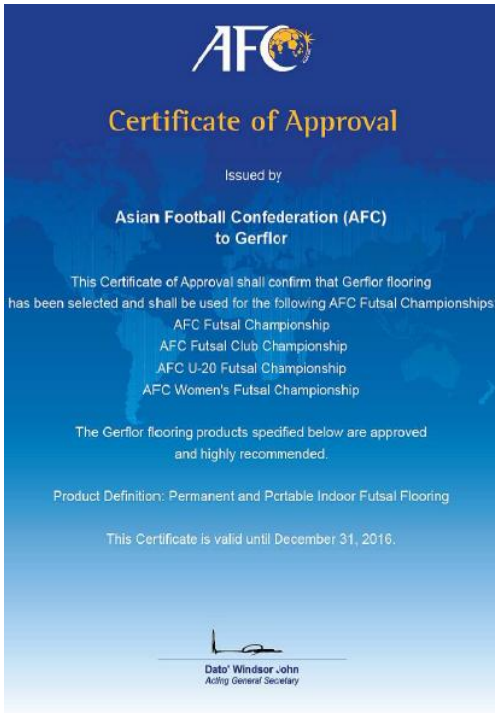 AFC
Certificate of Approval
Issued by
Asian Football Confederation (AFC)
to Gerflor
This Certificate of Approval shall confirm that Gerflor flooring
has been selected and shall be used for the following AFC Futsal Championships
AFC Futsal Championship
AFC Futsal Club Championship
AFC U-20 Futsal Championship
AFC Women's Futsal Championship
The Gerflor flooring products specified below are approved
and highly recommended.
Product Definition: Permanent and Portable Indoor Futsal Flooring
This Certificate is valid until December 31, 2016.
Dato' Windsor John
Acting General Secretary